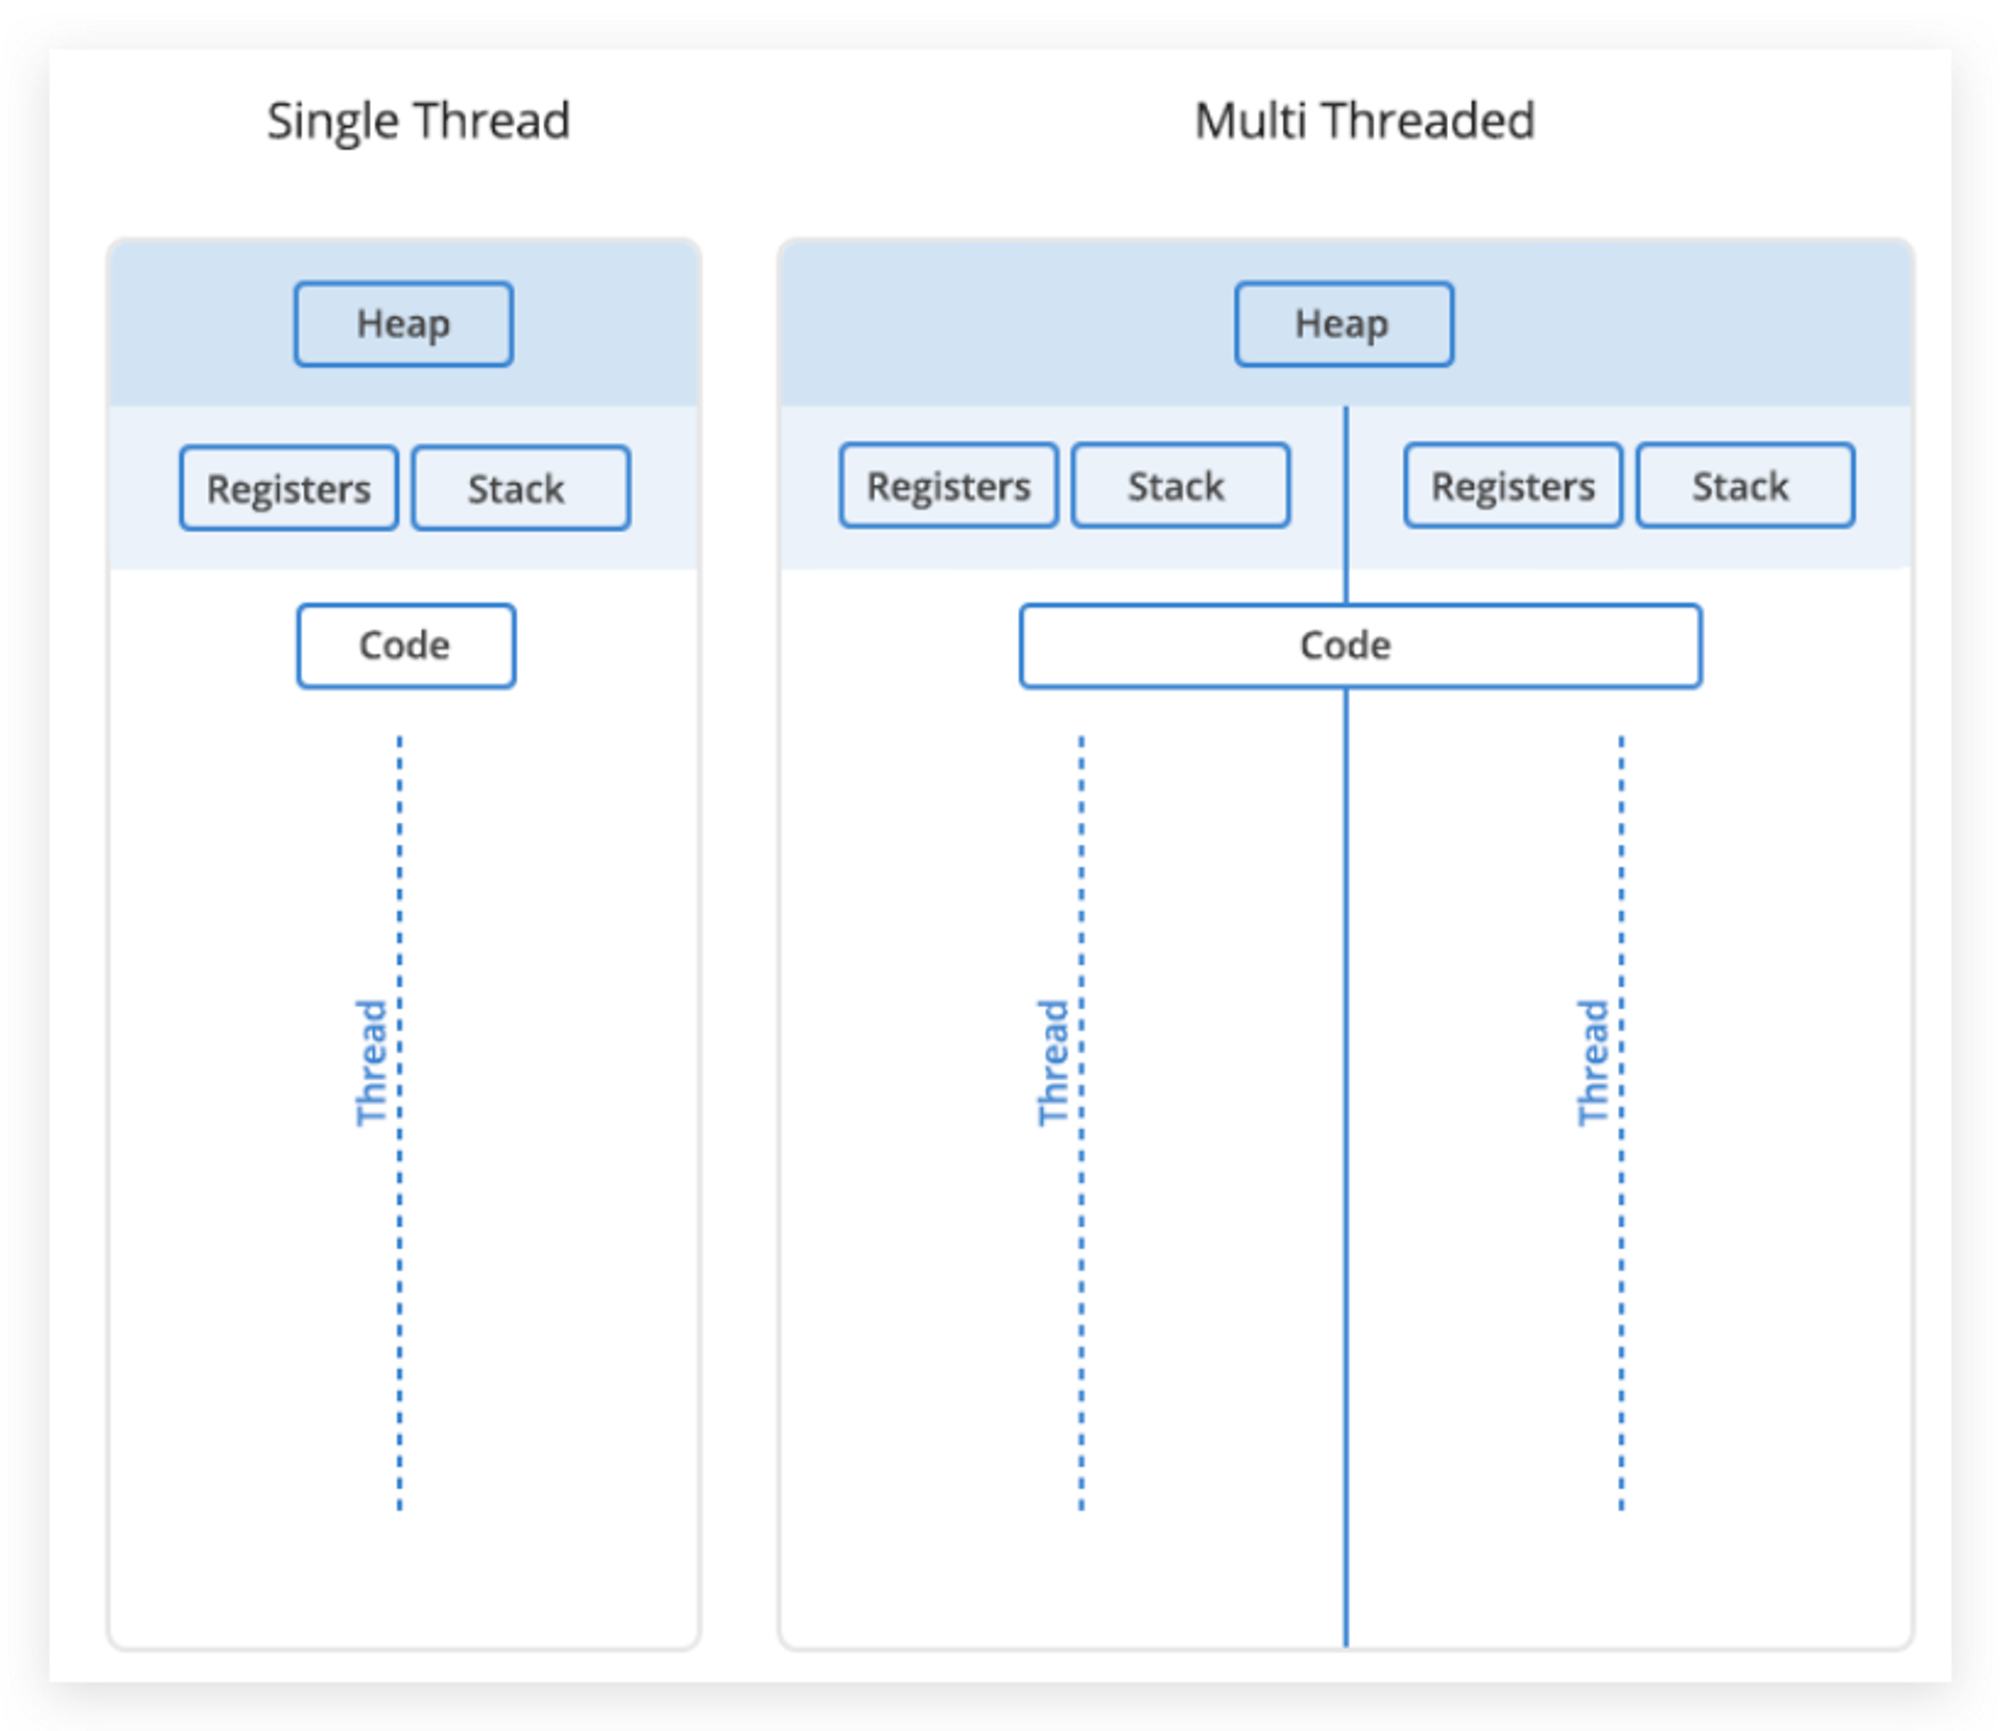 Single Thread
Multi Threaded
Heap
Heap
Registers Stack
Registers Stack Registers Stack
Code
Code
Thread
Thread
Thread